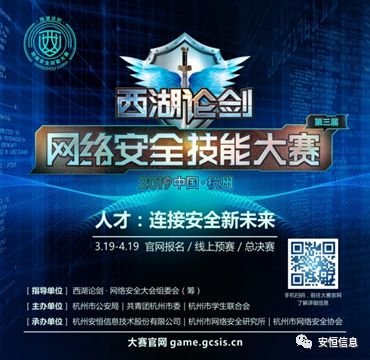 西湖论剑
网络安全技能大赛
第三届
2019中国·杭州
人才：连接安全新未来
3.19-4.19 官网报名 / 线上预赛 / 总决赛
手机扫码，前往大赛官网
了解详细信息
[ 指导单位 ] 西湖论剑·网络安全大会组委会（筹）
[ 主办单位 ] 杭州市公安局 | 共青团杭州市委 | 杭州市学生联合会
[ 承办单位 ] 杭州安恒信息技术股份有限公司 | 杭州市网络安全研究所 | 杭州市网络安全协会
大赛官网 game.gcsis.cn
安恒信息